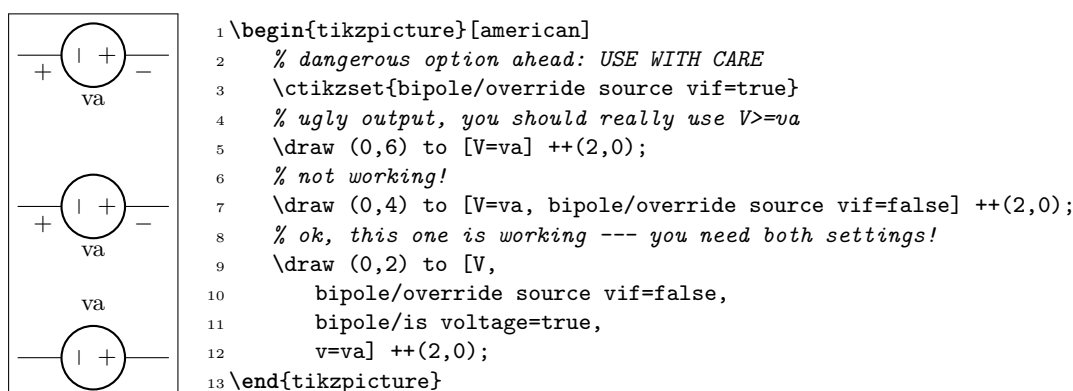 + −
va
+ −
va
va
1 \begin{tikzpicture}[american]
2 % dangerous option ahead: USE WITH CARE
3 \ctikzset{bipole/override source vif=true}
4 % ugly output, you should really use V>=va
5 \draw (0,6) to [V=va] ++(2,0);
6 % not working!
7 \draw (0,4) to [V=va, bipole/override source vif=false] ++(2,0);
8 % ok, this one is working --- you need both settings!
9 \draw (0,2) to [V,
10 bipole/override source vif=false,
11 bipole/is voltage=true,
12 v=va] ++(2,0);
13 \end{tikzpicture}